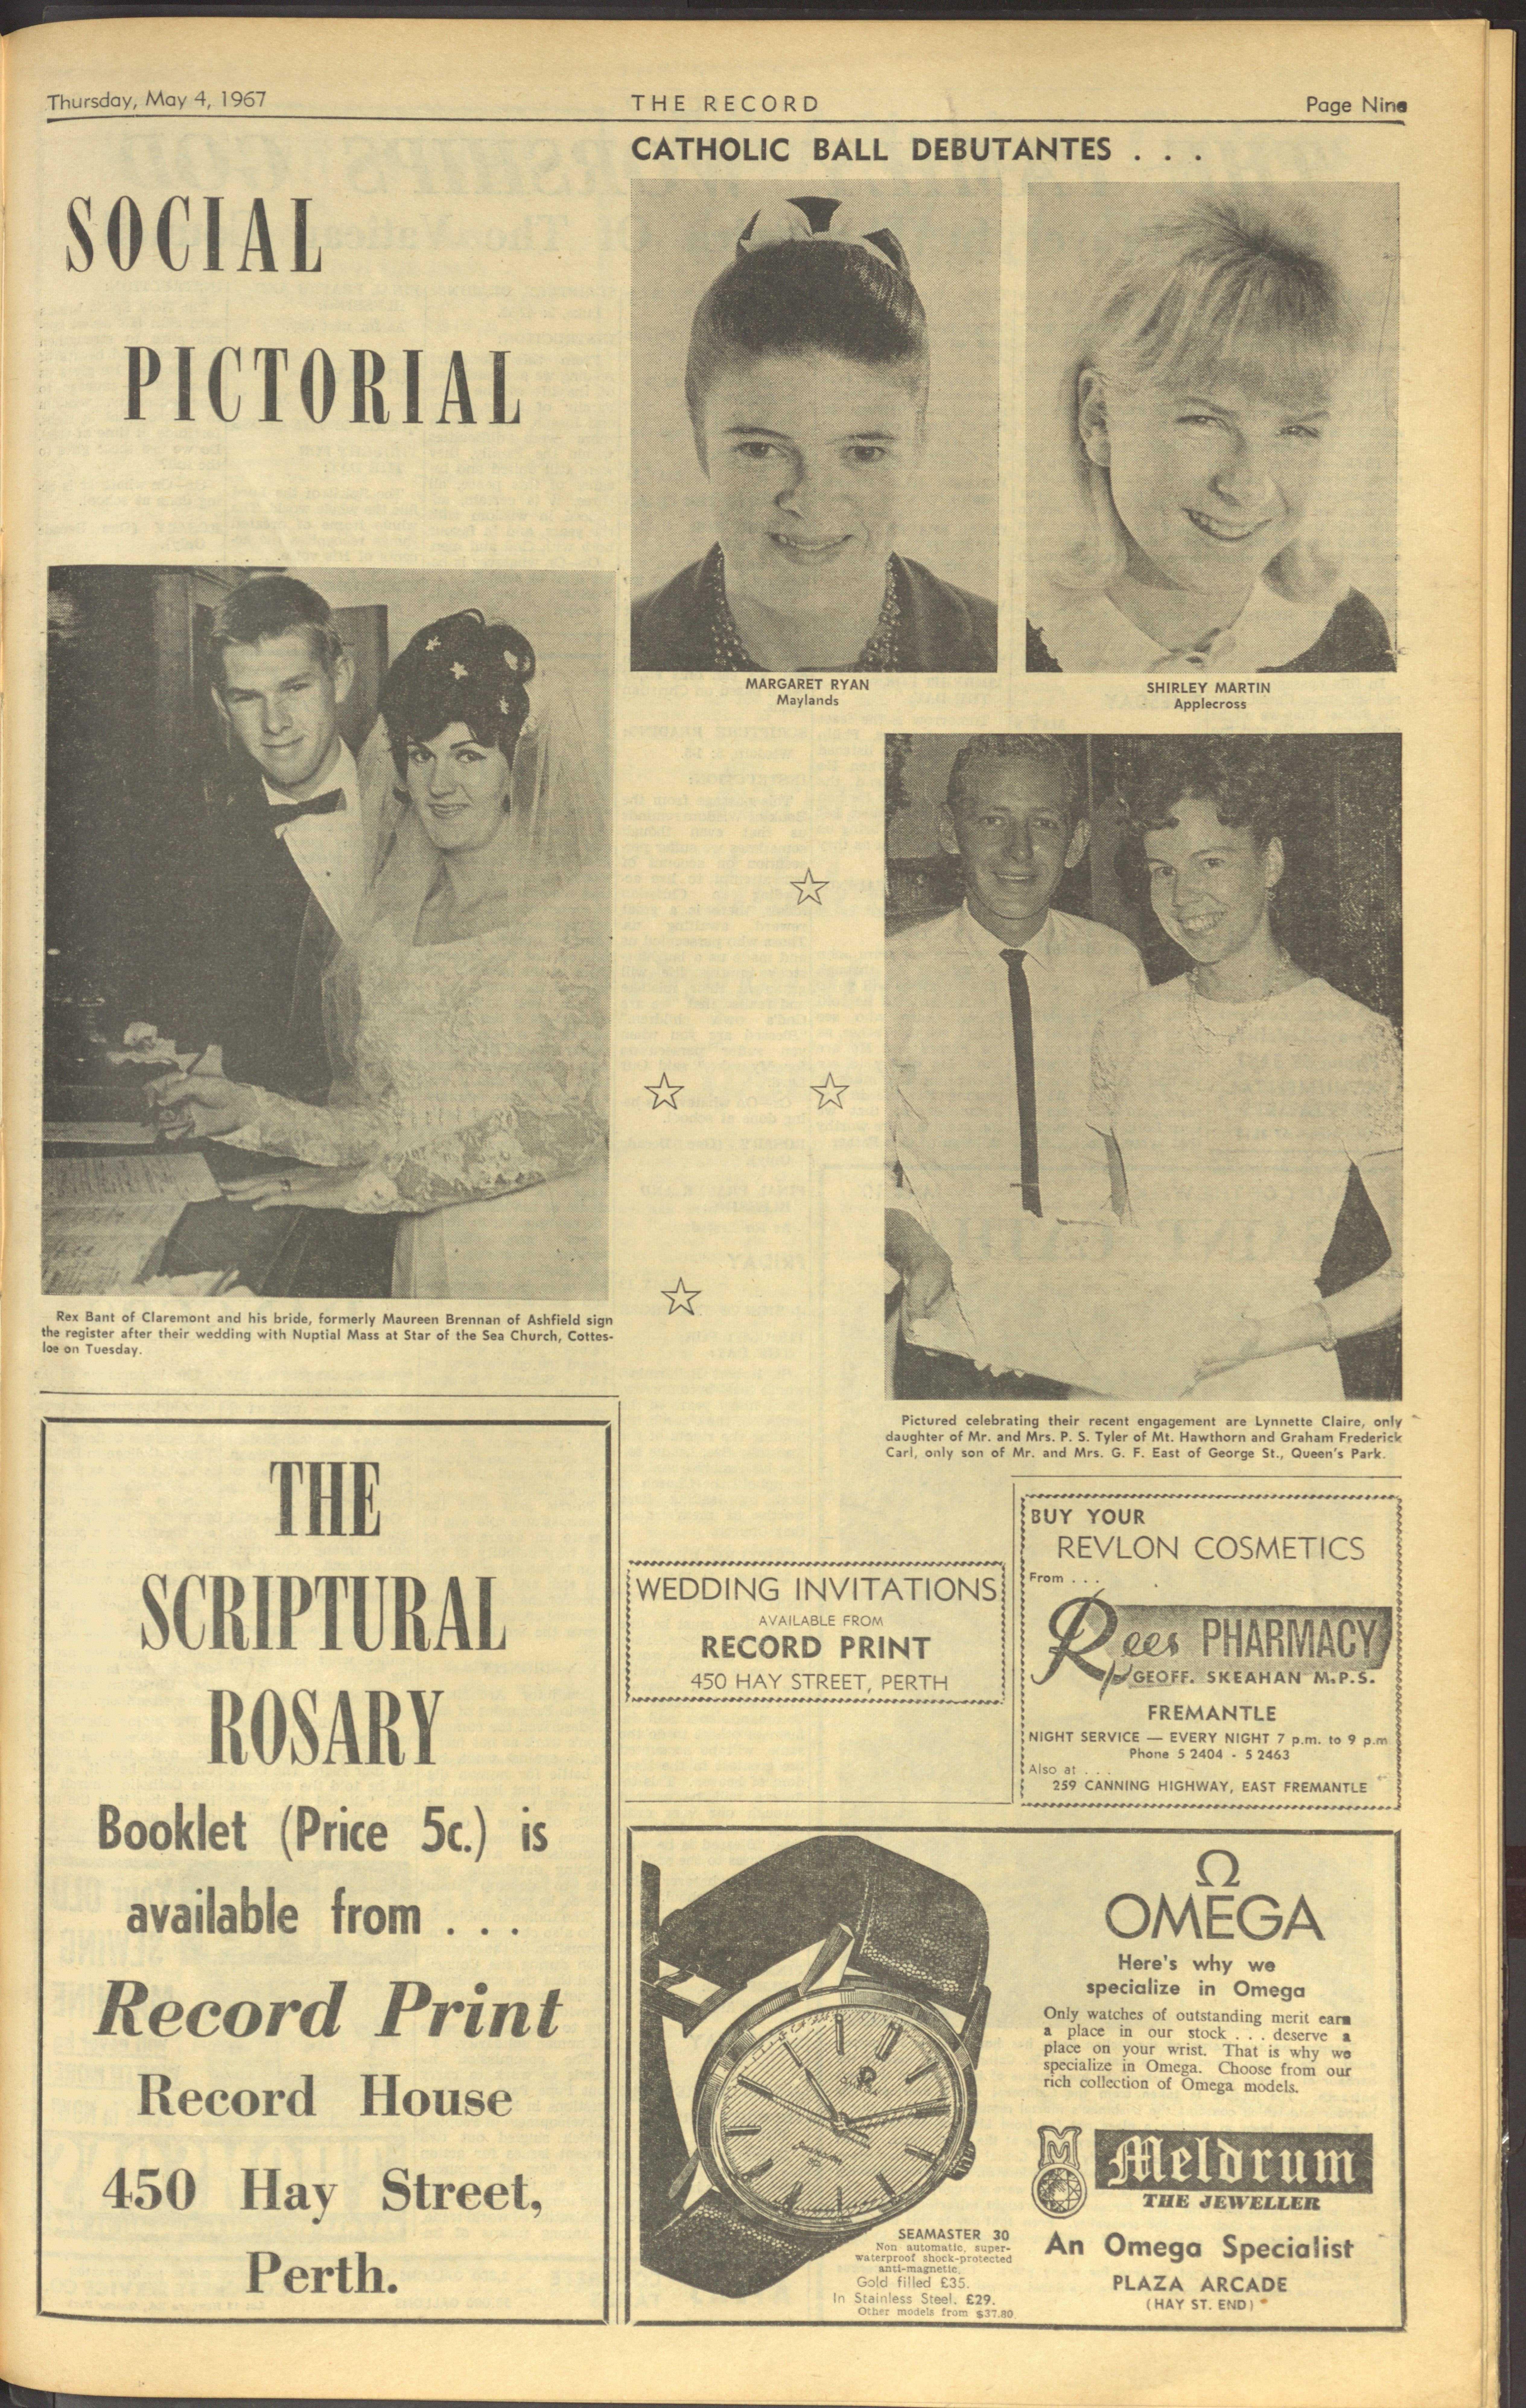 Thursday, May 4, 1967
THE RECORD
Page Nine
SOCIAL
PICTORIAL
CATHOLIC BALL DEBUTANTES . . .
MARGARET RYAN
Maylands
SHIRLEY MARTIN
Applecross
Rex Bant of Claremont and his bride, formerly Maureen Brennan of Ashfield sign
the register after their wedding with Nuptial Mass at Star of the Sea Church, Cottes-
loe on Tuesday.
Pictured celebrating their recent engagement are Lynnette Claire, only
daughter of Mr. and Mrs. P. S. Tyler of Mt. Hawthorn and Graham Frederick
Carl, only son of Mr. and Mrs. G. F. East of George St., Queen's Park.
THE
SCRIPTURAL
ROSARY
Booklet (Price 5c.) is
available from . . .
Record Print
Record House
450 Hay Street,
Perth.
WEDDING INVITATIONS
AVAILABLE FROM
RECORD PRINT
450 HAY STREET, PERTH
BUY YOUR
REVLON COSMETICS
From . . .
Rees PHARMACY
GEOFF. SKEAHAN M.P.S.
FREMANTLE
NIGHT SERVICE — EVERY NIGHT 7 p.m. to 9 p.m
Phone 5 2404 - 5 2463
Also at . . .
259 CANNING HIGHWAY, EAST FREMANTLE
SEAMASTER 30
Non automatic, super-
waterproof shock-protected
anti-magnetic.
Gold filled £35.
In Stainless Steel. £29.
Other models from $37.80
Ω
OMEGA
Here's why we
specialize in Omega
Only watches of outstanding merit earn
a place in our stock . . . deserve a
place on your wrist. That is why we
specialize in Omega. Choose from our
rich collection of Omega models.
M
Meldrum
THE JEWELLER
An Omega Specialist
PLAZA ARCADE
(HAY ST. END)